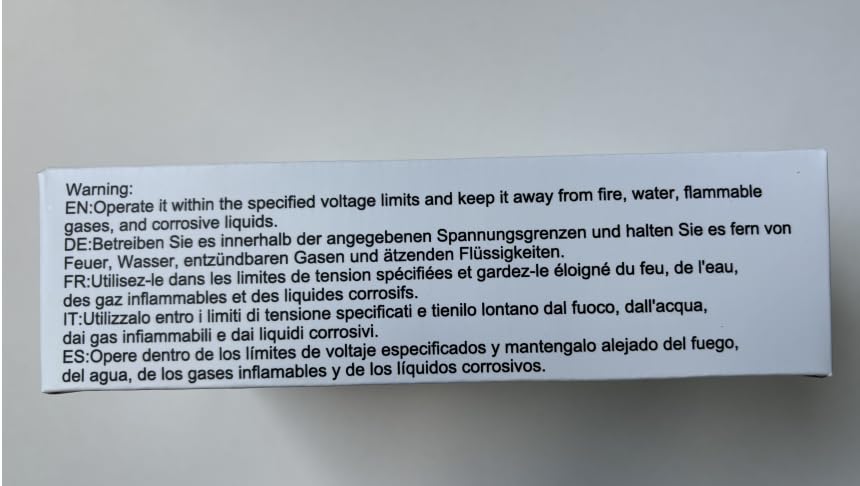 Warning:
EN:Operate it within the specified voltage limits and keep it away from fire, water, flammable
gases, and corrosive liquids.
DE:Betreiben Sie es innerhalb der angegebenen Spannungsgrenzen und halten Sie es fern von
Feuer, Wasser, entzündbaren Gasen und ätzenden Flüssigkeiten.
FR:Utilisez-le dans les limites de tension spécifiées et gardez-le éloigné du feu, de l'eau,
des gaz inflammables et des liquides corrosifs.
IT:Utilizzalo entro i limiti di tensione specificati e tienilo lontano dal fuoco, dall'acqua,
dai gas infiammabili e dai liquidi corrosivi.
ES:Opere dentro de los límites de voltaje especificados y mantengalo alejado del fuego,
del agua, de los gases inflamables y de los líquidos corrosivos.